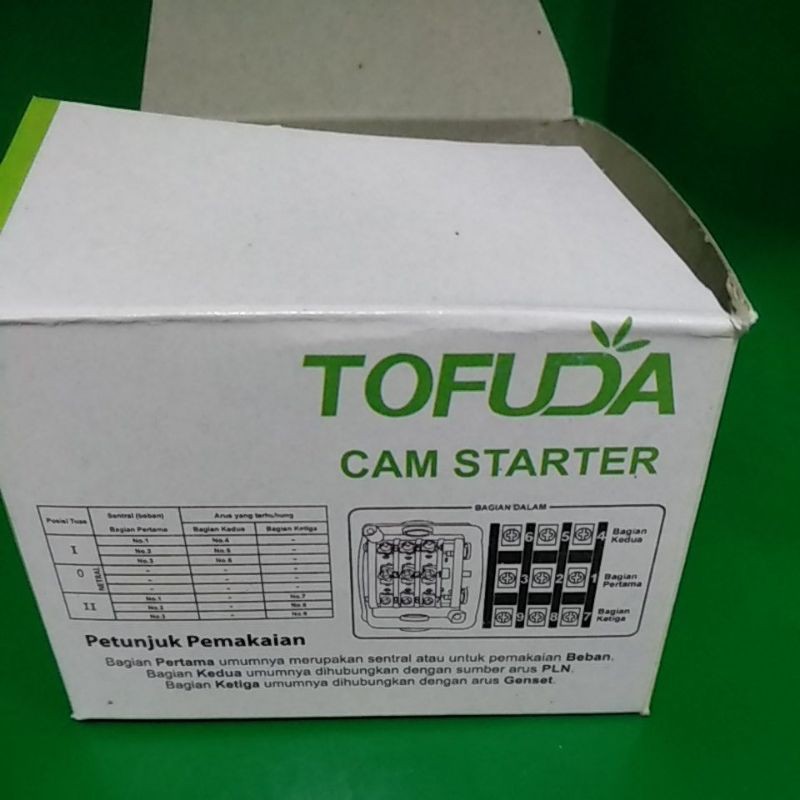 TOFUDA
CAM STARTER
Posisi Tuas Sentral (beban) Arus yang terhubung
Bagian Pertama Bagian Kedua Bagian Ketiga
I No.1 No.4 -
No.2 No.5 -
No.3 No.6 -
0 NETRAL - - -
- - -
- - -
II No.1 - No.7
No.2 - No.8
No.3 - No.9
BAGIAN DALAM
6 5 4 Bagian Kedua
3 2 1 Bagian Pertama
9 8 7 Bagian Ketiga
Petunjuk Pemakaian
Bagian Pertama umumnya merupakan sentral atau untuk pemakaian Beban.
Bagian Kedua umumnya dihubungkan dengan sumber arus PLN.
Bagian Ketiga umumnya dihubungkan dengan arus Genset.